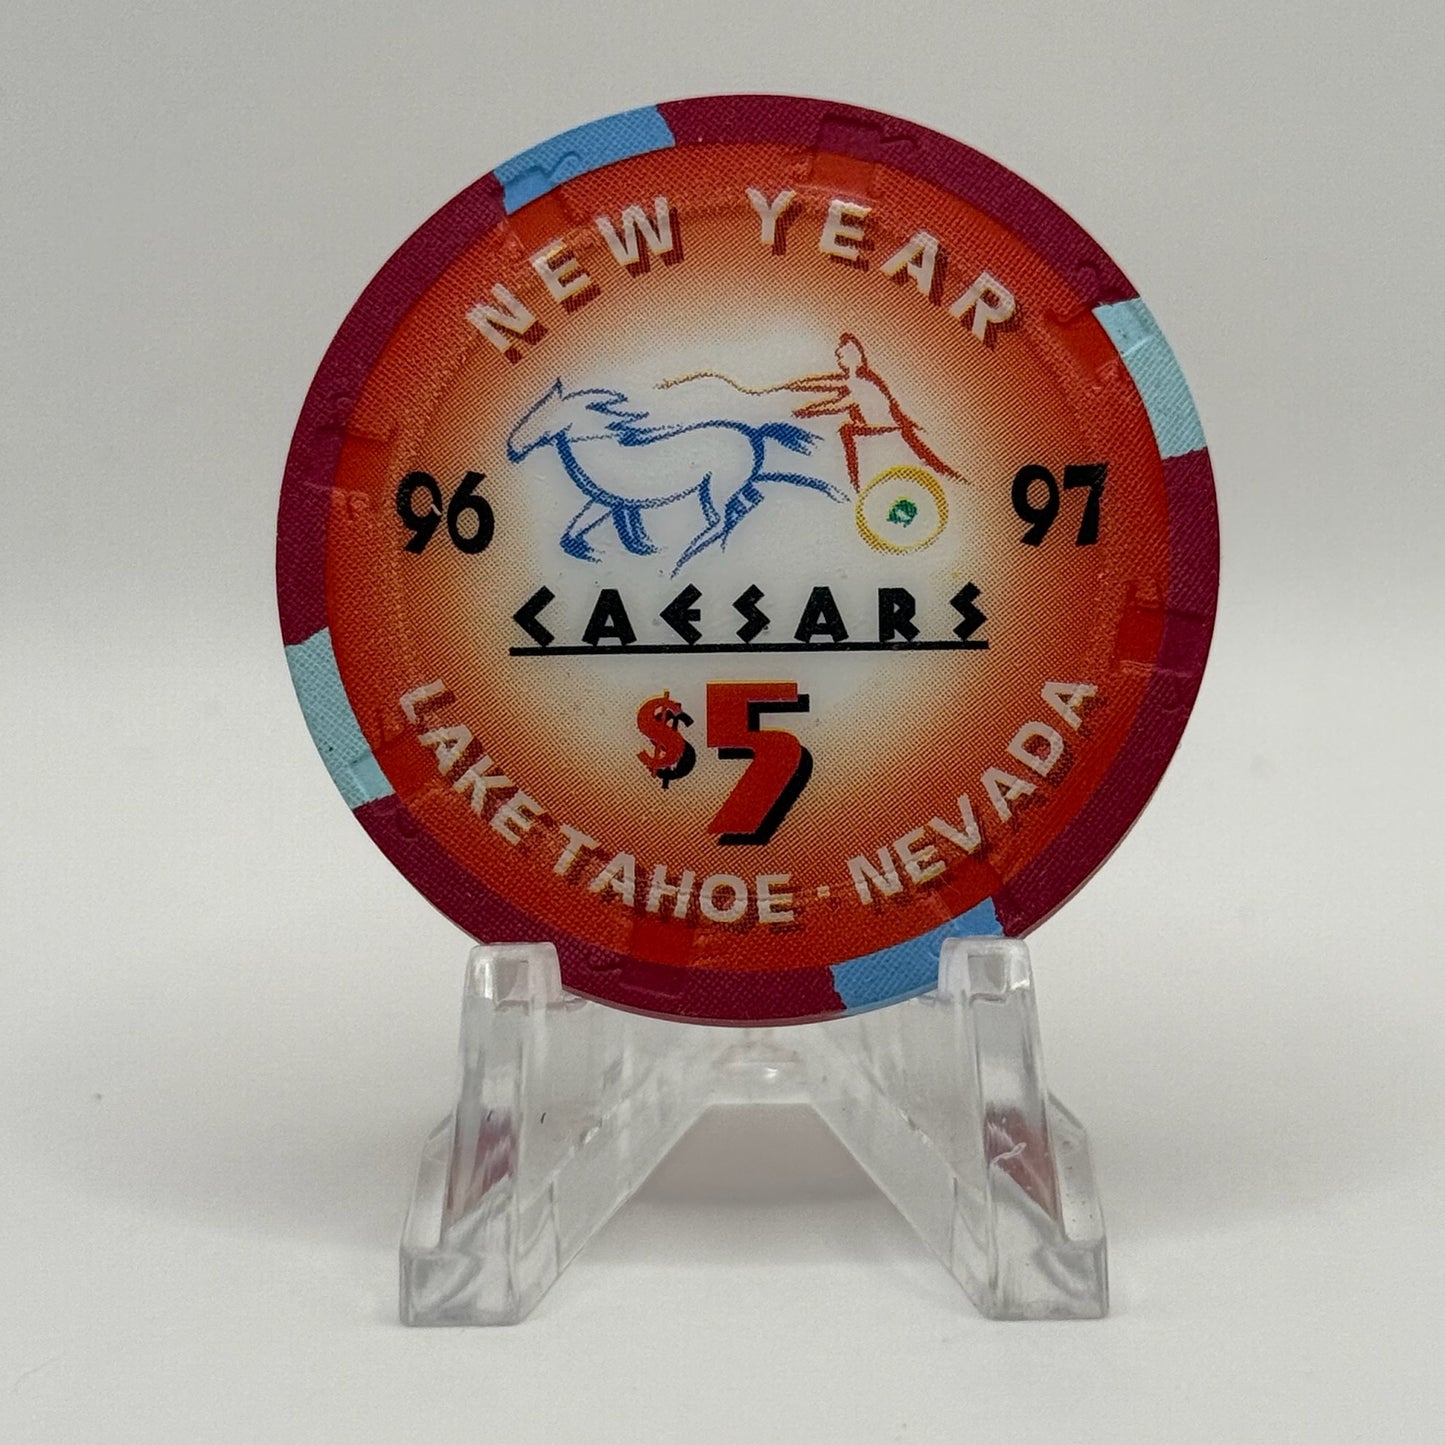 NEW YEAR
96
97
CAESARS
$5
LAKE TAHOE · NEVADA